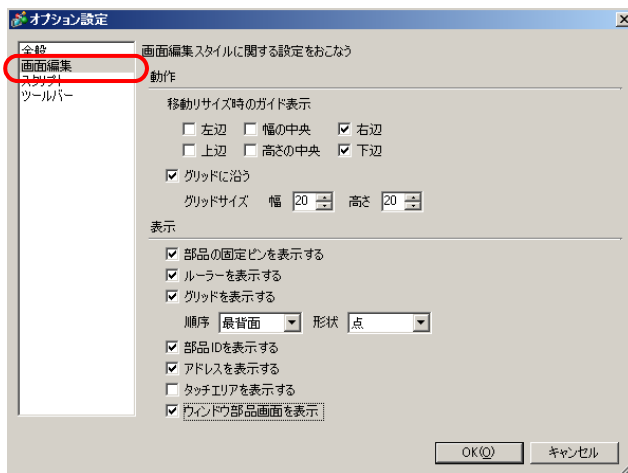 オプション設定
全般
画面編集
スクリプト
ツールバー
画面編集スタイルに関する設定をおこなう
動作
移動リサイズ時のガイド表示
左辺 幅の中央 右辺
上辺 高さの中央 下辺
グリッドに沿う
グリッドサイズ 幅 20 高さ 20
表示
部品の固定ピンを表示する
ルーラーを表示する
グリッドを表示する
順序 最背面 形状 点
部品IDを表示する
アドレスを表示する
タッチエリアを表示する
ウィンドウ部品画面を表示
OK(O) キャンセル